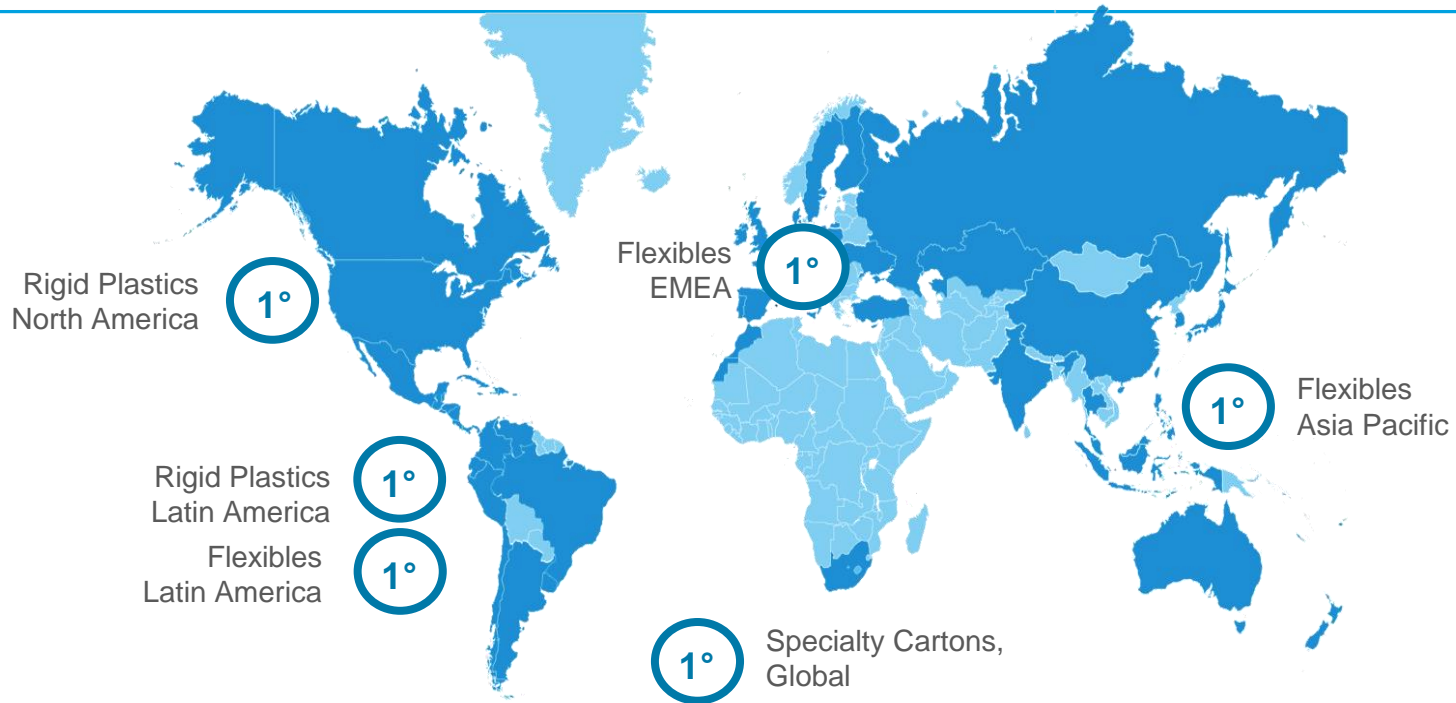 Rigid Plastics
North America
1°
Flexibles
EMEA
1°
1°
Flexibles
Asia Pacific
Rigid Plastics
Latin America
1°
Flexibles
Latin America
1°
1°
Specialty Cartons,
Global